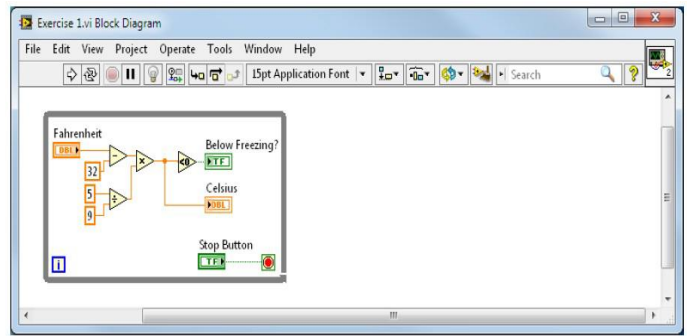 Exercise 1.vi Block Diagram
File Edit View Project Operate Tools Window Help
15pt Application Font
Search
2
Fahrenheit
DBL
32
5
9
- × ÷ <0
Below Freezing?
TF
Celsius
DBL
Stop Button
TF
i